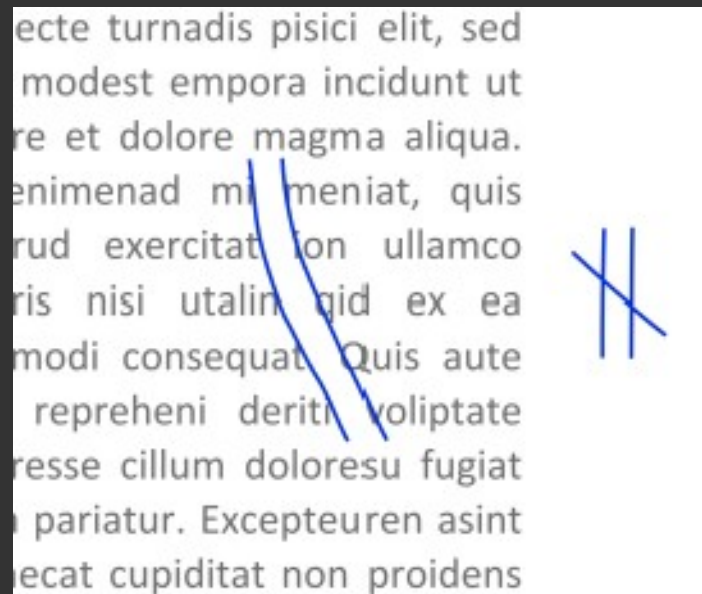 ecte turnadis pisici elit, sed
modest empora incidunt ut
re et dolore magma aliqua.
enimenad mi meniat, quis
rud exercitat ion ullamco
ris nisi utalin qid ex ea
modi consequat Quis aute
repreheni deriti voliptate
resse cillum doloresu fugiat
pariatur. Excepteuren asint
ecat cupiditat non proidens